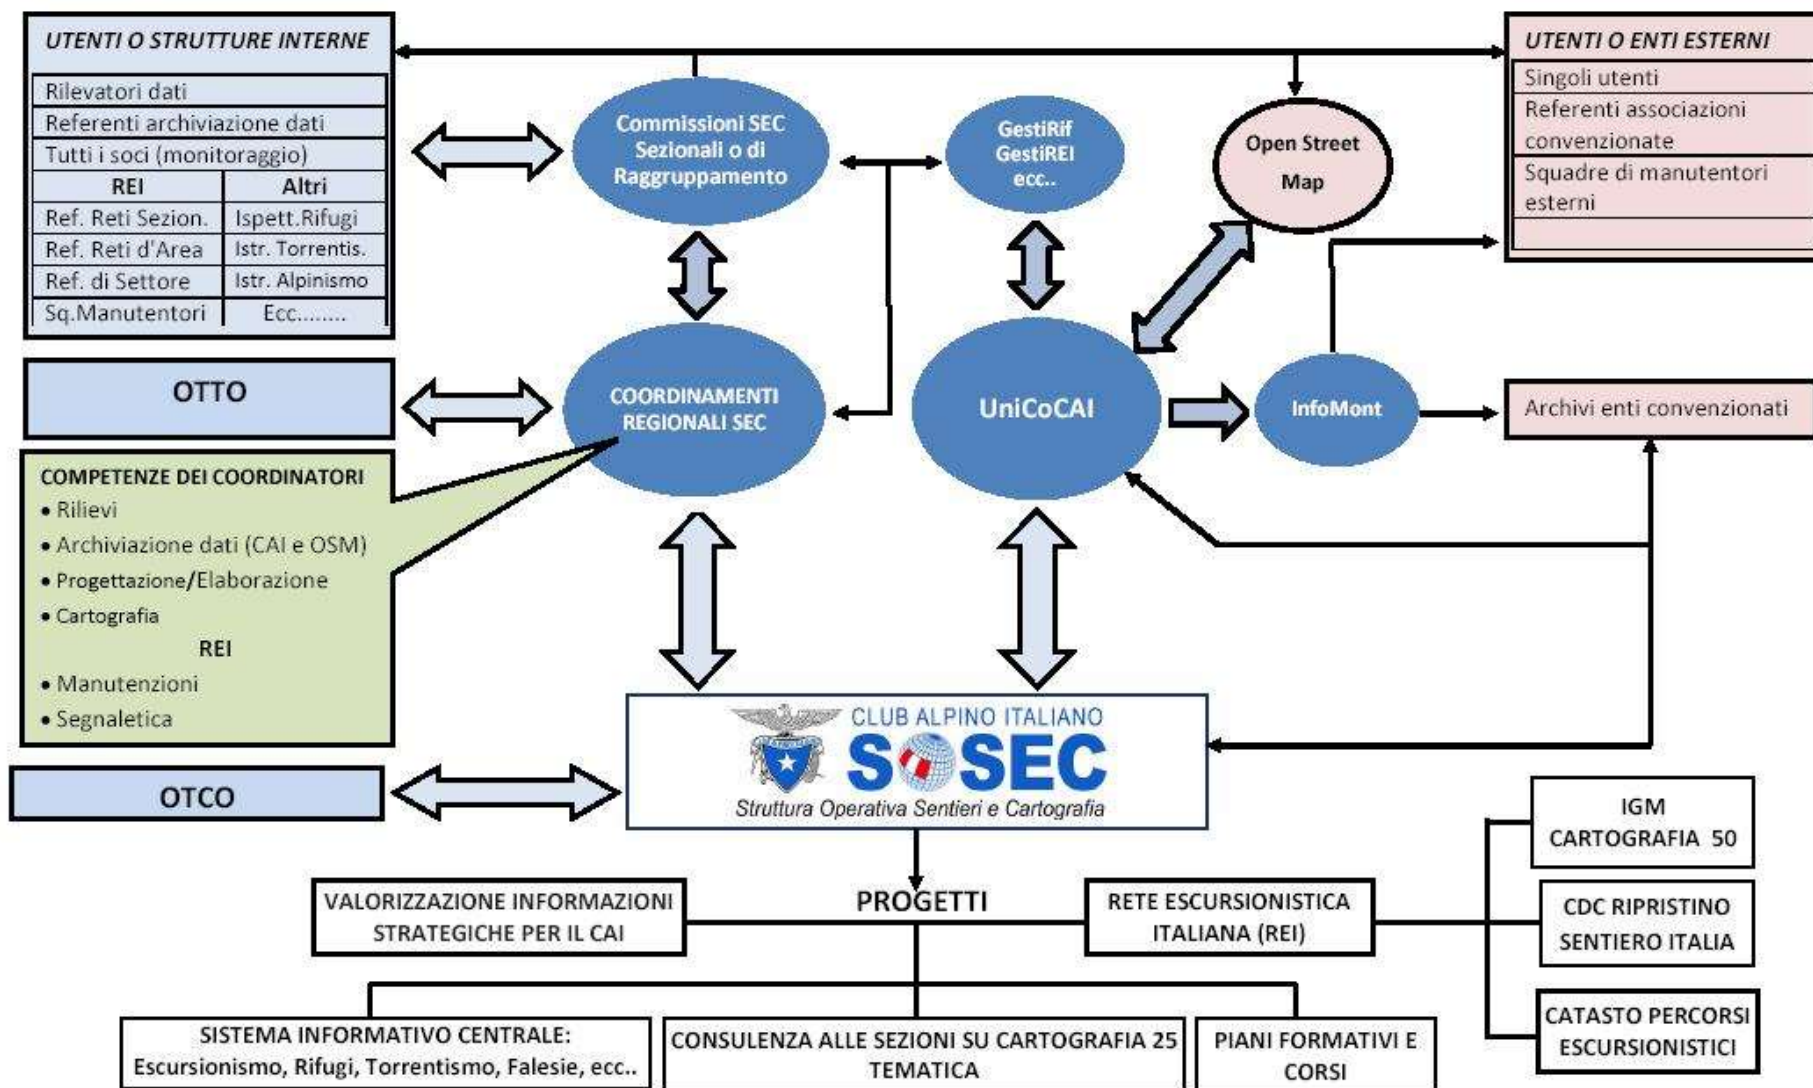 UTENTI O STRUTTURE INTERNE
Rilevatori dati
Referenti archiviazione dati
Tutti i soci (monitoraggio)
REI
Altri
Ref. Reti Sezion.
Ispett.Rifugi
Ref. Reti d'Area
Istr. Torrentis.
Ref. di Settore
Istr. Alpinismo
Sq.Manutentori
Ecc........
Commissioni SEC
Sezionali o di
Raggruppamento
GestiRif
GestiREI
ecc..
Open Street
Map
UTENTI O ENTI ESTERNI
Singoli utenti
Referenti associazioni
convenzionate
Squadre di manutentori
esterni
OTTO
COORDINAMENTI
REGIONALI SEC
UniCoCAI
InfoMont
Archivi enti convenzionati
COMPETENZE DEI COORDINATORI
• Rilievi
• Archiviazione dati (CAI e OSM)
• Progettazione/Elaborazione
• Cartografia
REI
• Manutenzioni
• Segnaletica
OTCO
CLUB ALPINO ITALIANO
SOSEC
Struttura Operativa Sentieri e Cartografia
PROGETTI
VALORIZZAZIONE INFORMAZIONI
STRATEGICHE PER IL CAI
RETE ESCURSIONISTICA
ITALIANA (REI)
IGM
CARTOGRAFIA 50
CDC RIPRISTINO
SENTIERO ITALIA
CATASTO PERCORSI
ESCURSIONISTICI
SISTEMA INFORMATIVO CENTRALE:
Escursionismo, Rifugi, Torrentismo, Falesie, ecc..
CONSULENZA ALLE SEZIONI SU CARTOGRAFIA 25
TEMATICA
PIANI FORMATIVI E
CORSI